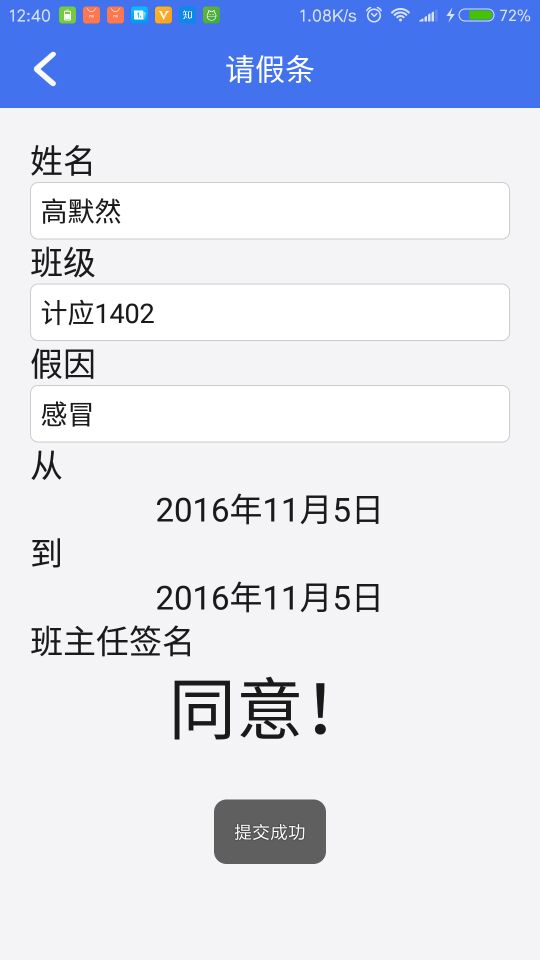 12:40 知 1.08K/s 72%
请假条
姓名
高默然
班级
计应1402
假因
感冒
从
2016年11月5日
到
2016年11月5日
班主任签名
同意！
提交成功